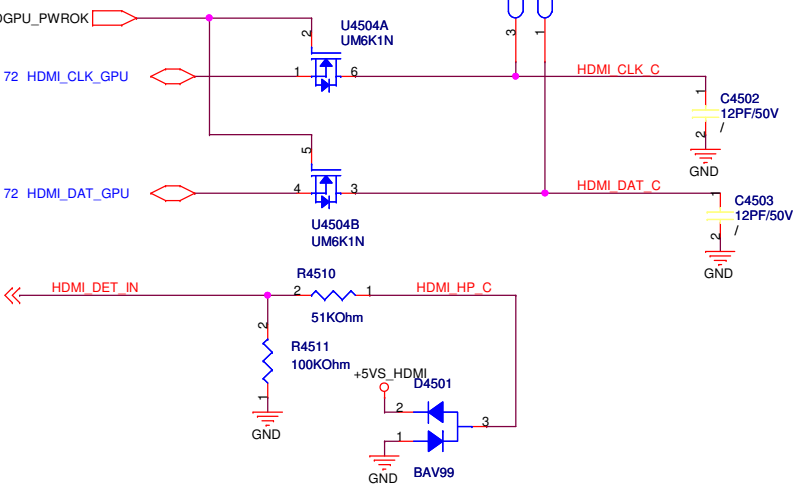 DGPU_PWROK
2
U4504A
UM6K1N
3
1
72 HDMI_CLK_GPU
1
6
HDMI_CLK_C
1
C4502
12PF/50V
/
2
GND
5
72 HDMI_DAT_GPU
4
3
HDMI_DAT_C
1
C4503
12PF/50V
/
2
GND
U4504B
UM6K1N
HDMI_DET_IN
R4510
2
1
HDMI_HP_C
51KOhm
2
R4511
100KOhm
1
GND
+5VS_HDMI
D4501
2
3
1
GND
BAV99